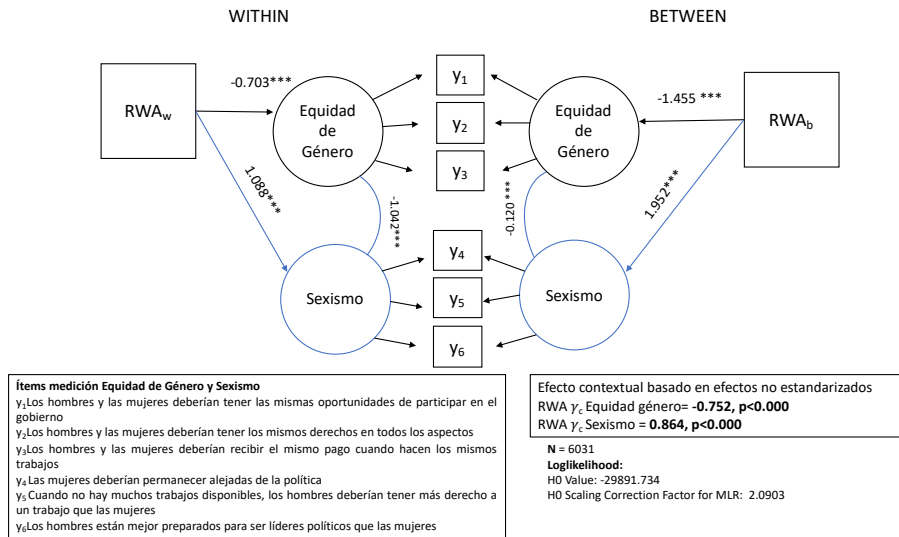 WITHIN
BETWEEN
RWAw
-0.703***
Equidad
de
Género
y1
y2
y3
Equidad
de
Género
-1.455 ***
RWAb
1.088***
-1.042***
-0.120 ***
1.952***
Sexismo
y4
y5
y6
Sexismo
Ítems medición Equidad de Género y Sexismo
y1Los hombres y las mujeres deberían tener las mismas oportunidades de participar en el
gobierno
y2Los hombres y las mujeres deberían tener los mismos derechos en todos los aspectos
y3Los hombres y las mujeres deberían recibir el mismo pago cuando hacen los mismos
trabajos
y4 Las mujeres deberían permanecer alejadas de la política
y5 Cuando no hay muchos trabajos disponibles, los hombres deberían tener más derecho a
un trabajo que las mujeres
y6Los hombres están mejor preparados para ser líderes políticos que las mujeres
Efecto contextual basado en efectos no estandarizados
RWA γc Equidad género= -0.752, p<0.000
RWA γc Sexismo = 0.864, p<0.000
N = 6031
Loglikelihood:
H0 Value: -29891.734
H0 Scaling Correction Factor for MLR: 2.0903